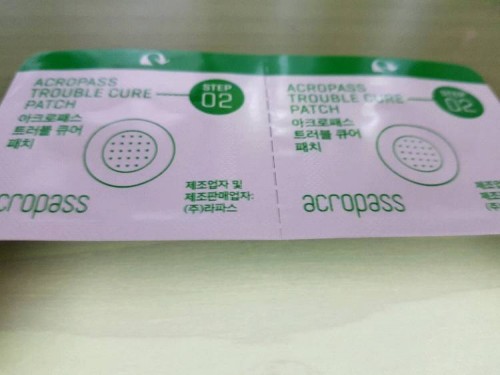 ACROPASS
TROUBLE CURE
PATCH
STEP
02
아크로패스
트러블 큐어
패치
제조업자 및
제조판매업자:
(주)라파스
cropass
ACROPASS
TROUBLE CURE
PATCH
STEP
02
아크로패스
트러블 큐어
패치
acropass